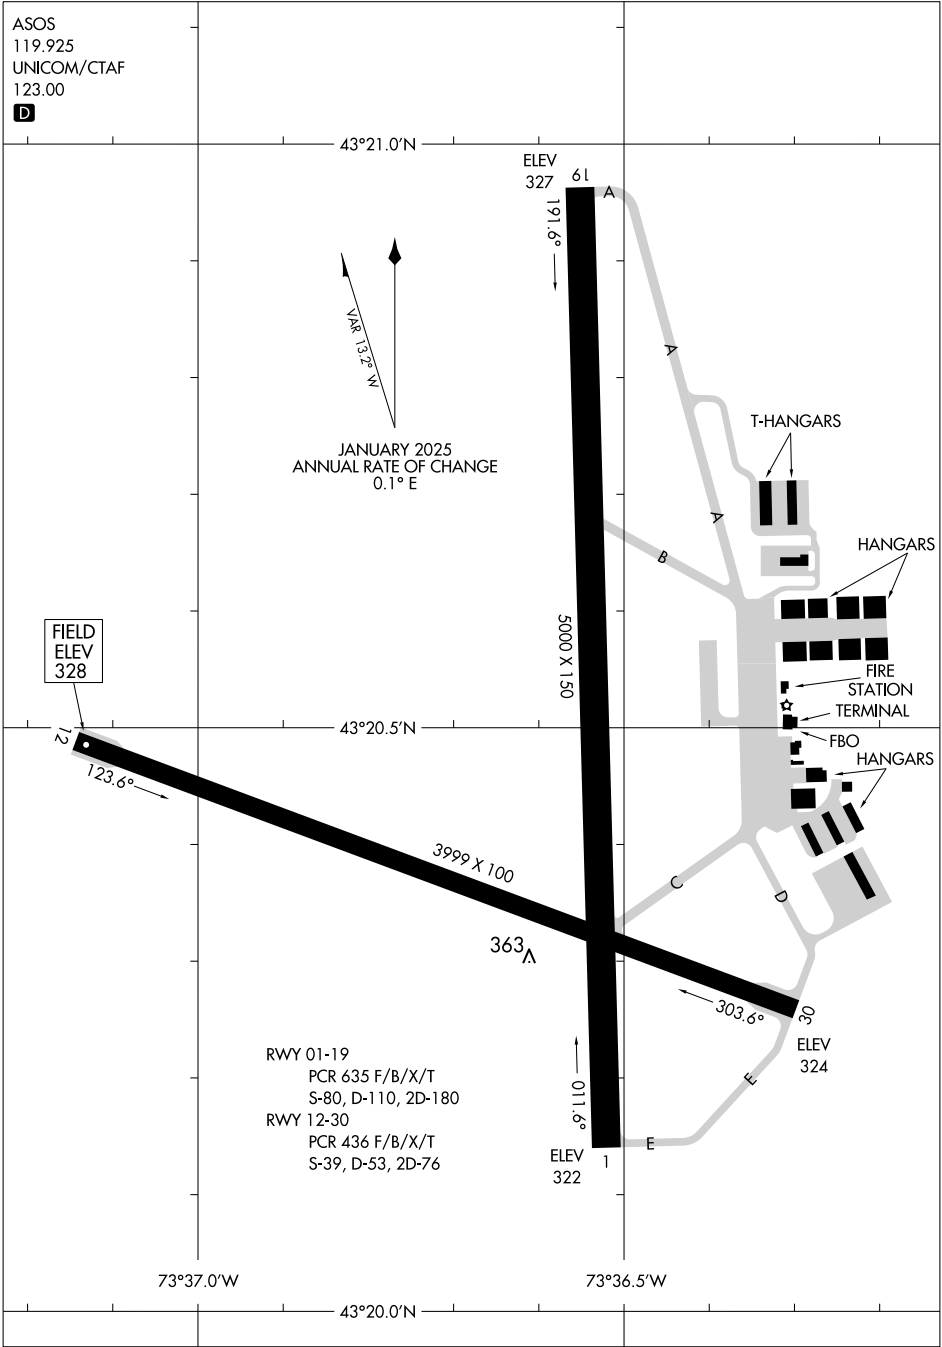 ASOS
119.925
UNICOM/CTAF
123.00
D
43°21.0'N
ELEV
327
19
A
191.6°
VAR 13.2° W
A
JANUARY 2025
ANNUAL RATE OF CHANGE
0.1° E
T-HANGARS
A
B
HANGARS
5000 X 150
FIELD
ELEV
328
FIRE
STATION
TERMINAL
43°20.5'N
12
FBO
HANGARS
123.6°
3999 X 100
C
D
363
303.6°
30
ELEV
324
RWY 01-19
PCR 635 F/B/X/T
S-80, D-110, 2D-180
RWY 12-30
PCR 436 F/B/X/T
S-39, D-53, 2D-76
011.6°
E
E
ELEV
322
1
73°37.0'W
73°36.5'W
43°20.0'N